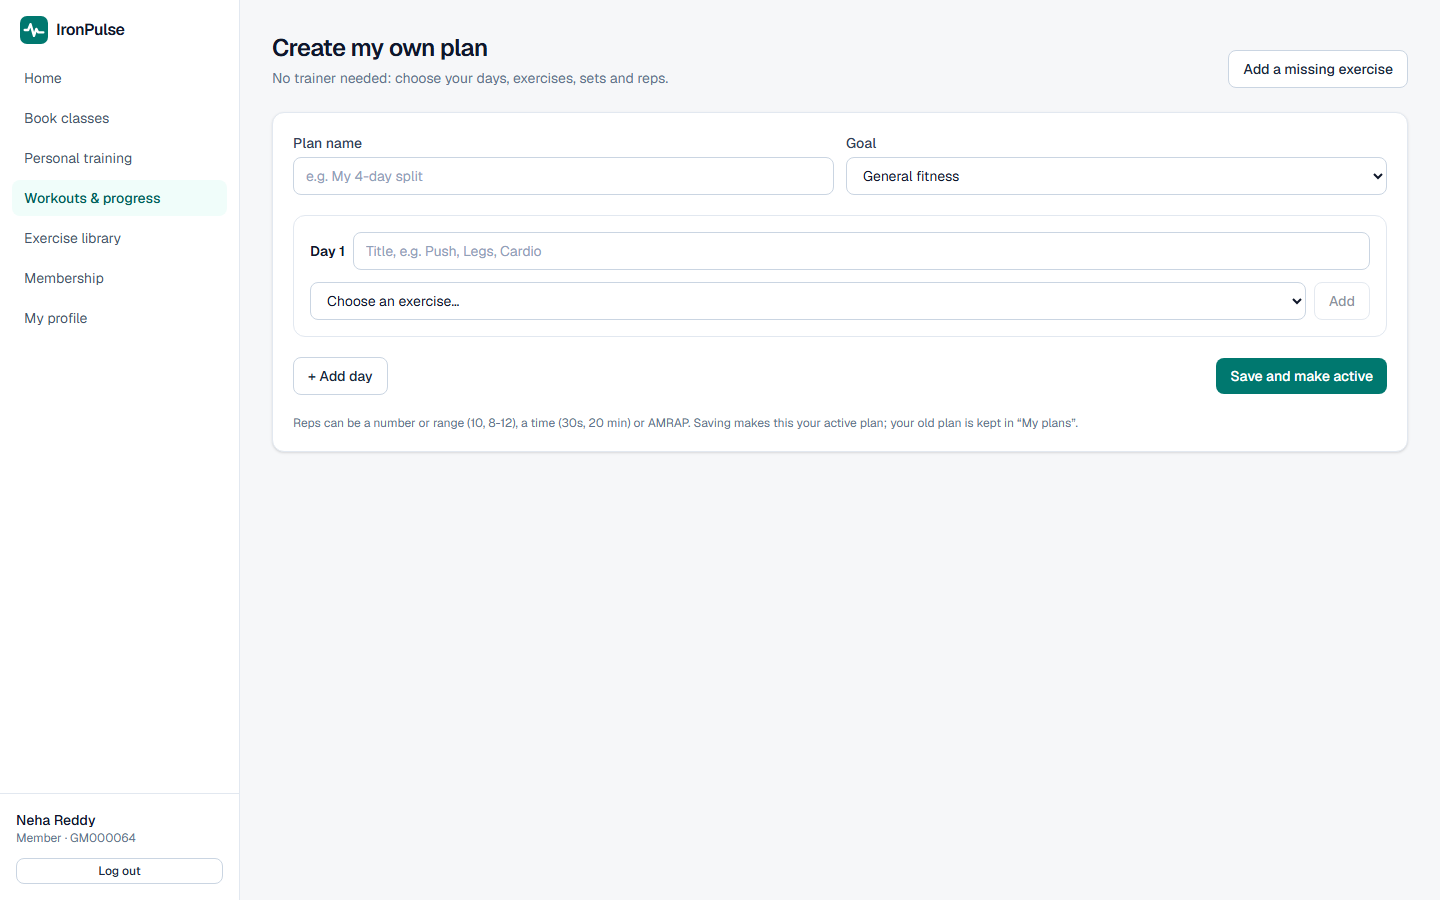 IronPulse
Home
Book classes
Personal training
Workouts & progress
Exercise library
Membership
My profile
Neha Reddy
Member · GM000064
Log out
Create my own plan
No trainer needed: choose your days, exercises, sets and reps.
Add a missing exercise
Plan name
Goal
e.g. My 4-day split
General fitness
Day 1
Title, e.g. Push, Legs, Cardio
Choose an exercise...
Add
+ Add day
Save and make active
Reps can be a number or range (10, 8-12), a time (30s, 20 min) or AMRAP. Saving makes this your active plan; your old plan is kept in “My plans”.